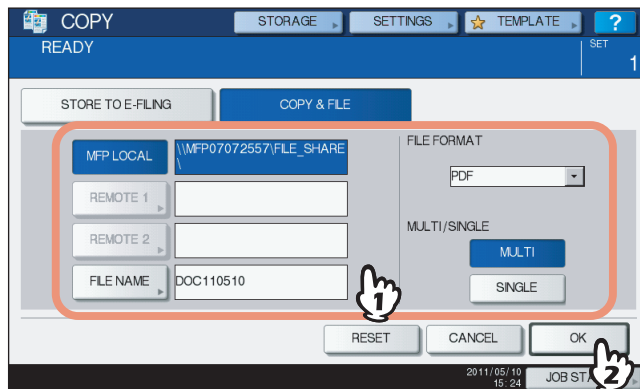 COPY
STORAGE
SETTINGS
TEMPLATE
?
READY
SET
1
STORE TO E-FILING
COPY & FILE
MFP LOCAL
\\MFP07072557\FILE_SHARE
\
REMOTE 1
REMOTE 2
FILE NAME
DOC110510
FILE FORMAT
PDF
MULTI/SINGLE
MULTI
SINGLE
1
RESET
CANCEL
OK
2
2011/05/10
15:24
JOB ST